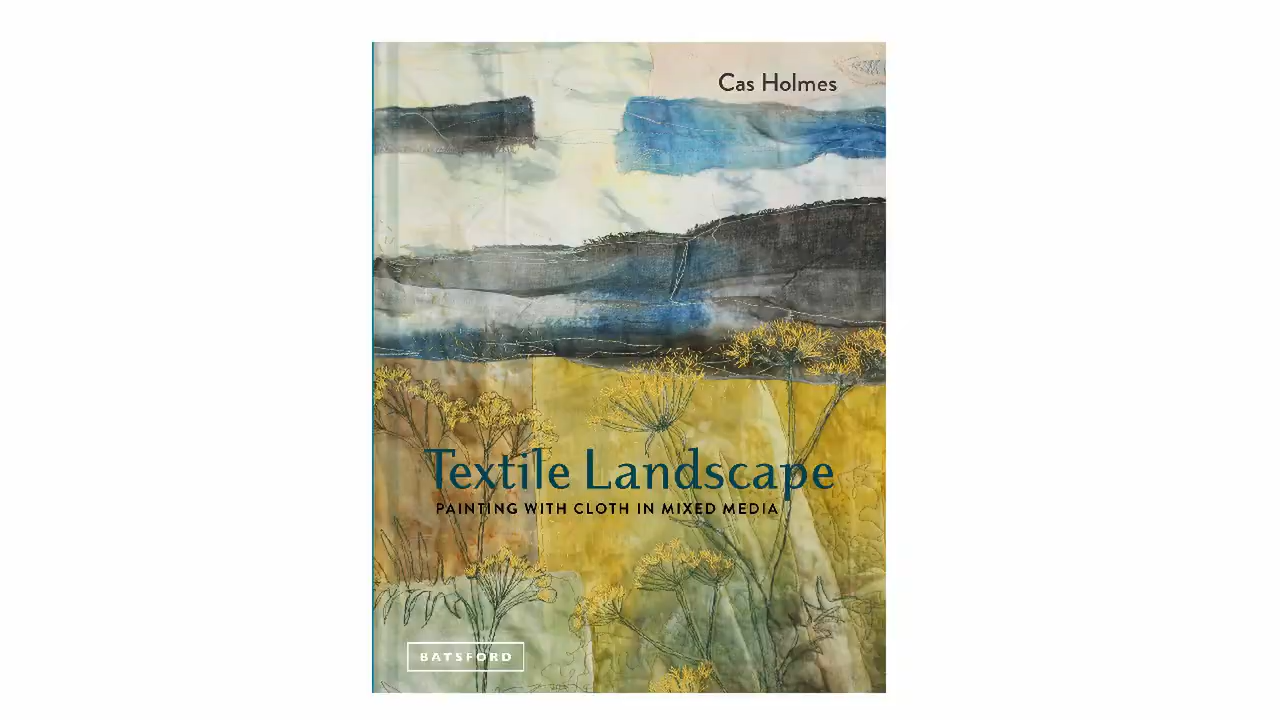 Cas Holmes
Textile Landscape
PAINTING WITH CLOTH IN MIXED MEDIA
BATSFORD